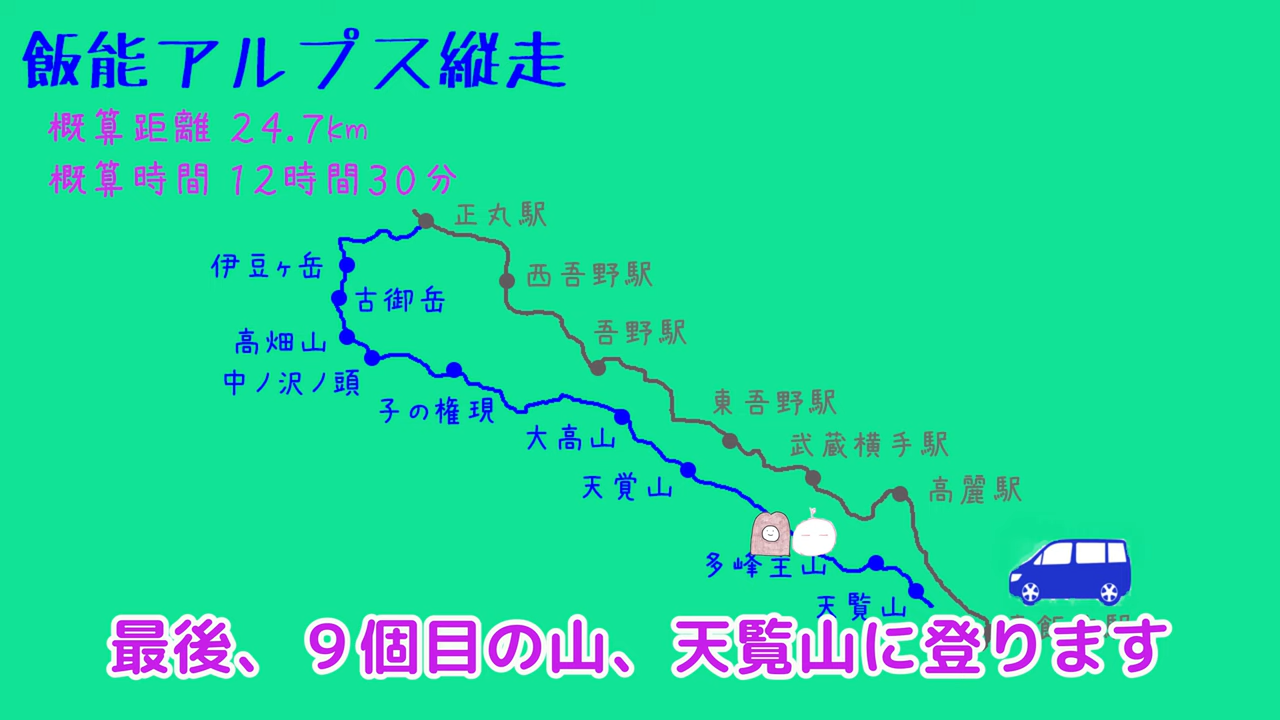 飯能アルプス縦走
概算距離 24.7km
概算時間 12時間30分
正丸駅
伊豆ヶ岳
西吾野駅
古御岳
吾野駅
高畑山
中ノ沢ノ頭
子の権現
東吾野駅
大高山
武蔵横手駅
天覚山
高麗駅
多峰主山
天覧山
最後、９個目の山、天覧山に登ります